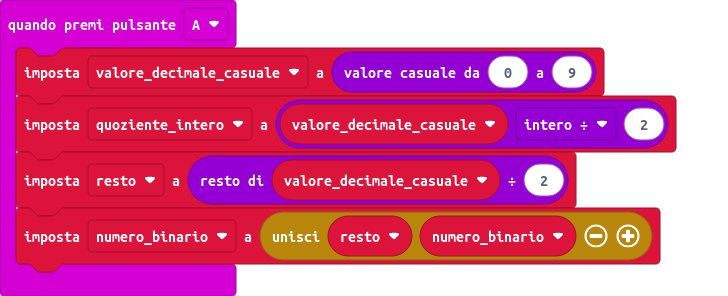 quando premi pulsante A
imposta valore_decimale_casuale a valore casuale da 0 a 9
imposta quoziente_intero a valore_decimale_casuale intero ÷ 2
imposta resto a resto di valore_decimale_casuale ÷ 2
imposta numero_binario a unisci resto numero_binario